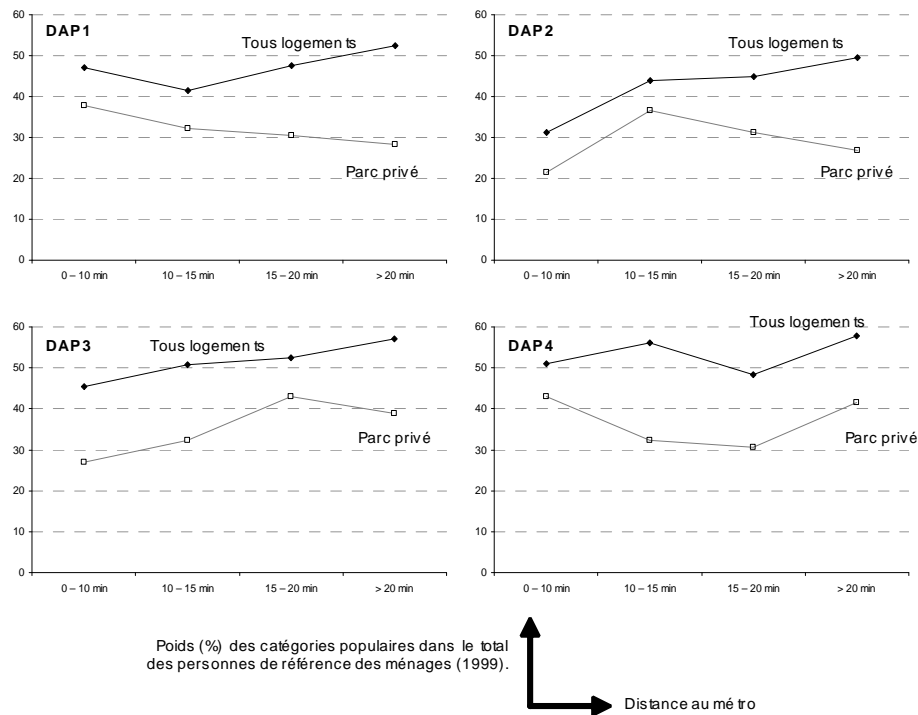 60
50
40
30
20
10
0
DAP1
Tous logements
Parc privé
0 – 10 min
10 – 15 min
15 – 20 min
> 20 min
60
50
40
30
20
10
0
DAP2
Tous logements
Parc privé
0 – 10 min
10 – 15 min
15 – 20 min
> 20 min
60
50
40
30
20
10
0
DAP3
Tous logements
Parc privé
0 – 10 min
10 – 15 min
15 – 20 min
> 20 min
60
50
40
30
20
10
0
DAP4
Tous logements
Parc privé
0 – 10 min
10 – 15 min
15 – 20 min
> 20 min
Poids (%) des catégories populaires dans le total
des personnes de référence des ménages (1999).
Distance au métro